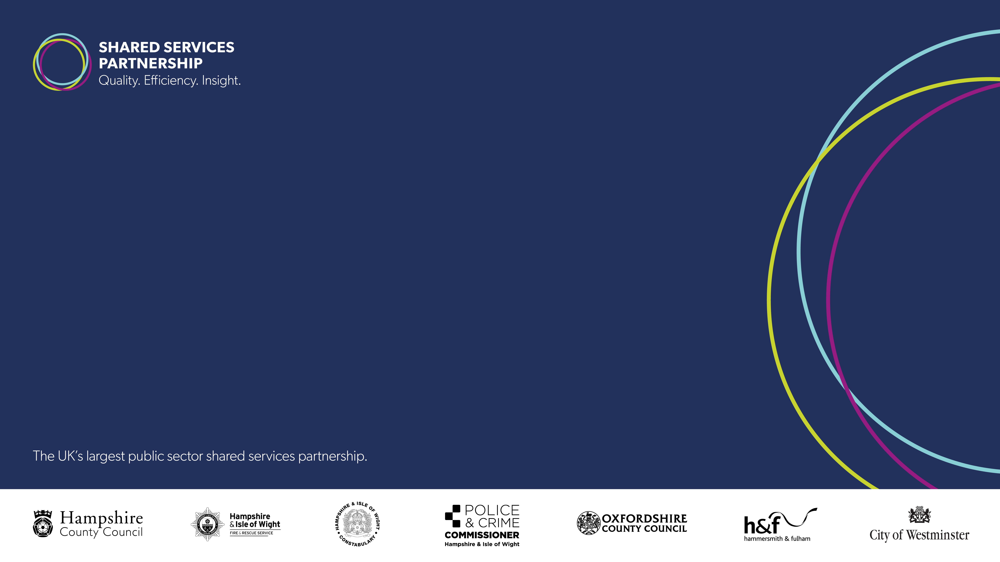 SHARED SERVICES
PARTNERSHIP
Quality. Efficiency. Insight.
The UK’s largest public sector shared services partnership.
Hampshire
County Council
Hampshire
& Isle of Wight
FIRE & RESCUE SERVICE
HAMPSHIRE & ISLE OF WIGHT
• CONSTABULARY •
POLICE
& CRIME
COMMISSIONER
Hampshire & Isle of Wight
OXFORDSHIRE
COUNTY COUNCIL
h&f
hammersmith & fulham
City of Westminster